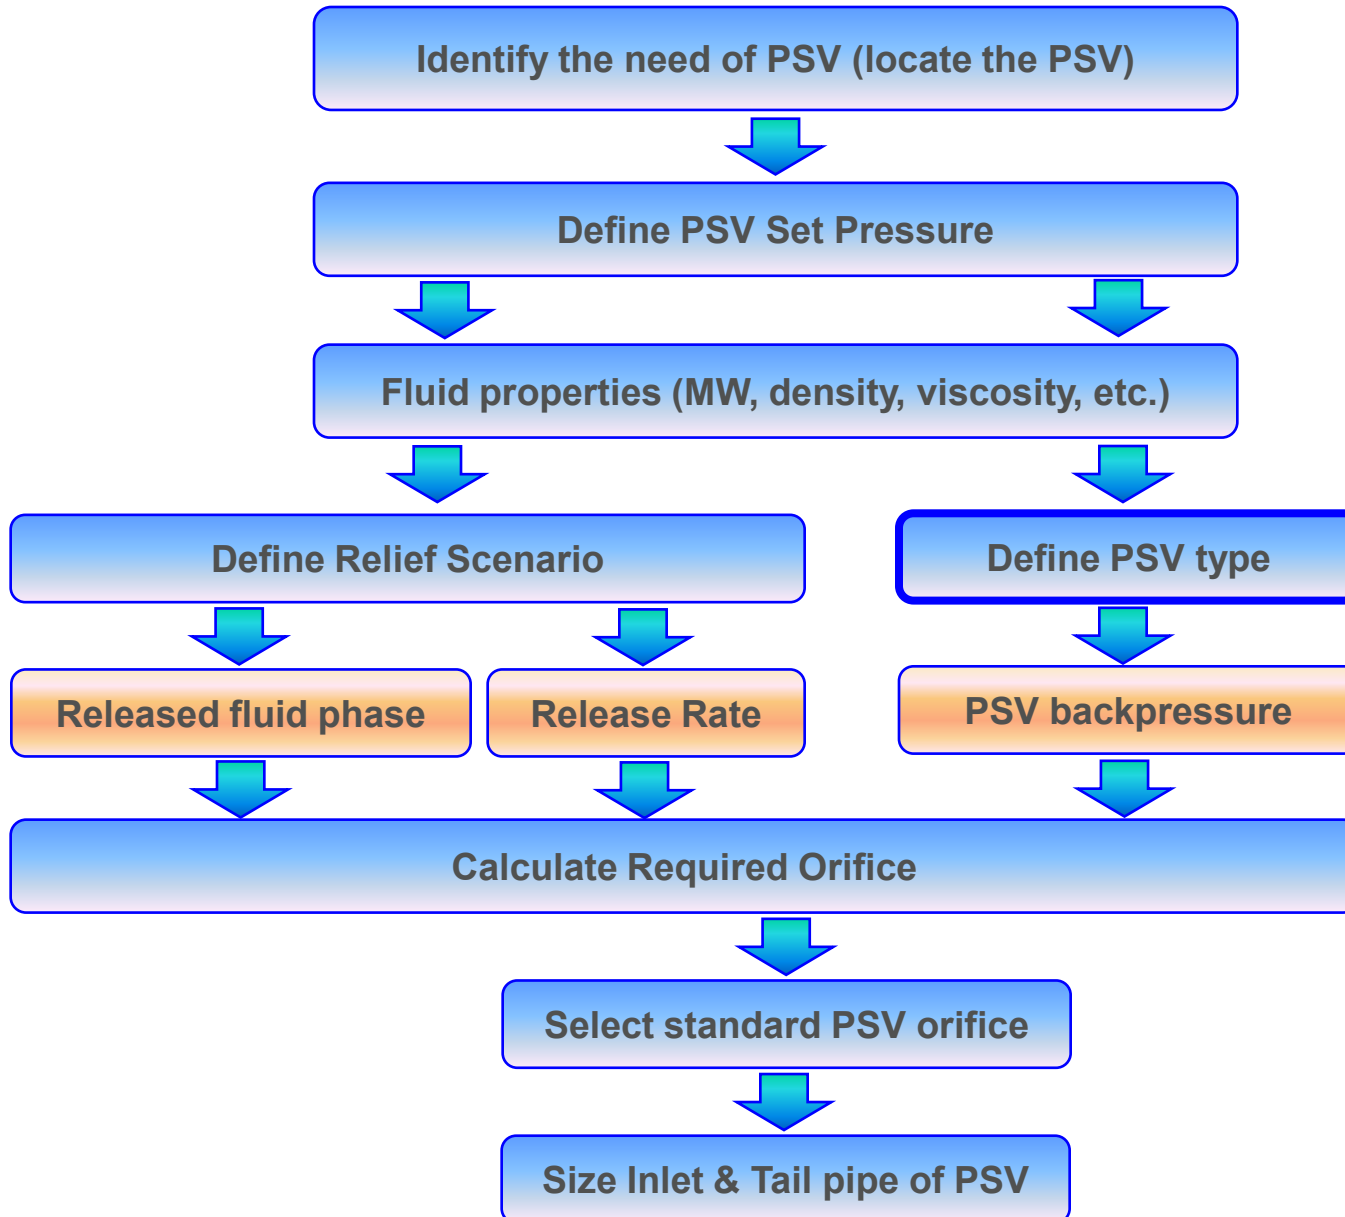 Identify the need of PSV (locate the PSV)
Define PSV Set Pressure
Fluid properties (MW, density, viscosity, etc.)
Define Relief Scenario
Define PSV type
Released fluid phase
Release Rate
PSV backpressure
Calculate Required Orifice
Select standard PSV orifice
Size Inlet & Tail pipe of PSV